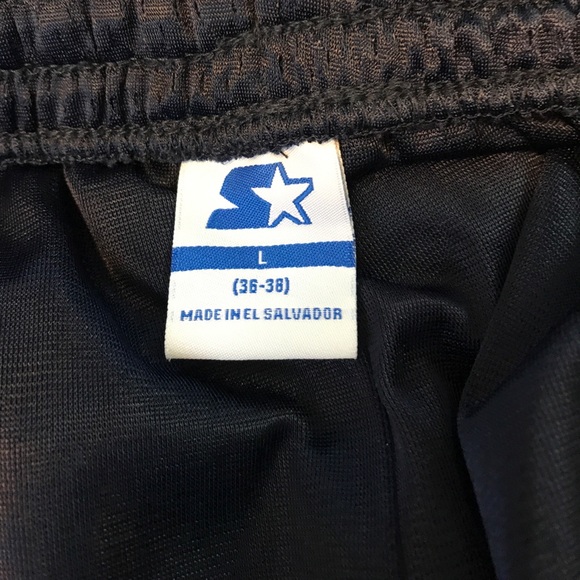 L
(36-38)
MADE IN EL SALVADOR